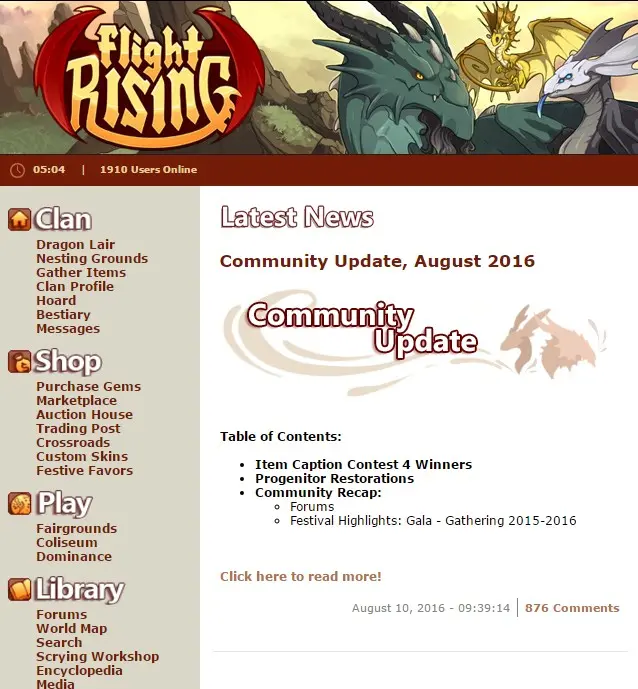 Flight
RISING
05:04 | 1910 Users Online
Clan
Dragon Lair
Nesting Grounds
Gather Items
Clan Profile
Hoard
Bestiary
Messages
Shop
Purchase Gems
Marketplace
Auction House
Trading Post
Crossroads
Custom Skins
Festive Favors
Play
Fairgrounds
Coliseum
Dominance
Library
Forums
World Map
Search
Scrying Workshop
Encyclopedia
Media
Latest News
Community Update, August 2016
Community
Update
Table of Contents:
Item Caption Contest 4 Winners
Progenitor Restorations
Community Recap:
Forums
Festival Highlights: Gala - Gathering 2015-2016
Click here to read more!
August 10, 2016 - 09:39:14 | 876 Comments